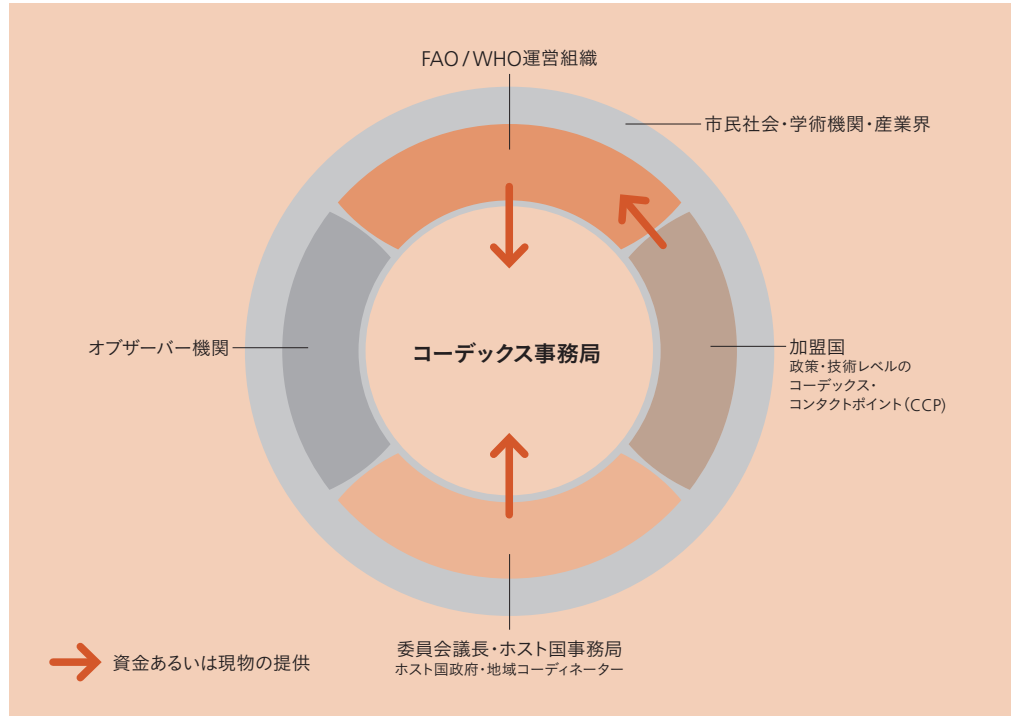 FAO/WHO運営組織
市民社会・学術機関・産業界
オブザーバー機関
コーデックス事務局
加盟国
政策・技術レベルの
コーデックス・
コンタクトポイント(CCP)
委員会議長・ホスト国事務局
ホスト国政府・地域コーディネーター
資金あるいは現物の提供